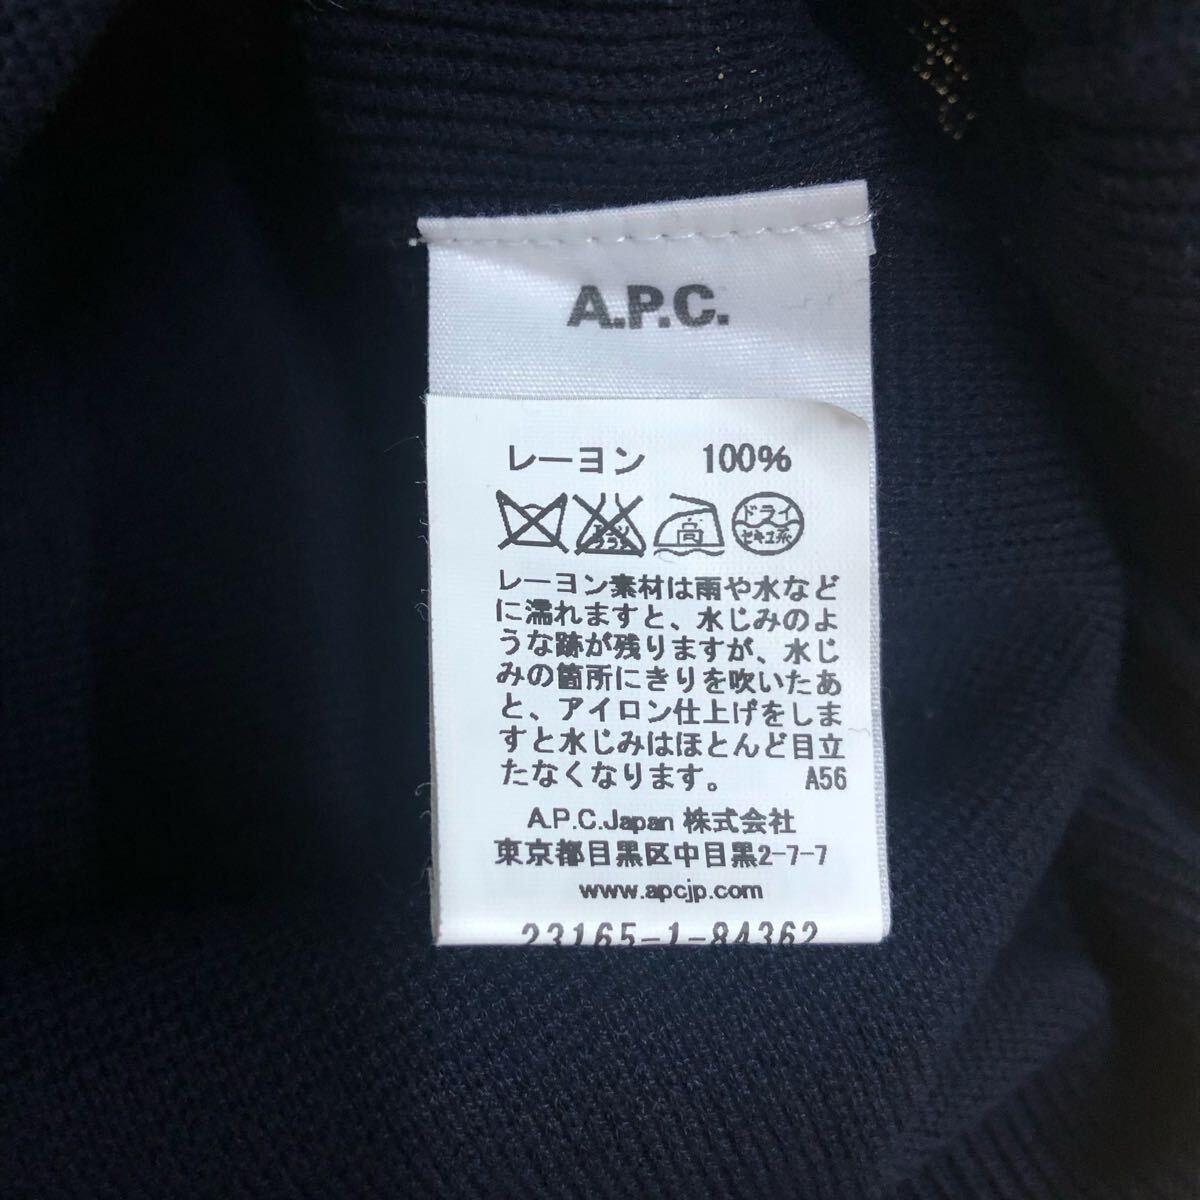 A.P.C.
レーヨン 100%
高 ドライ
セキユ系
レーヨン素材は雨や水など
に濡れますと、水じみのよ
うな跡が残りますが、水じ
みの箇所にきりを吹いたあ
と、アイロン仕上げをしま
すと水じみはほとんど目立
たなくなります。 A56
A.P.C.Japan 株式会社
東京都目黒区中目黒2-7-7
www.apcjp.com
23165-1-84362